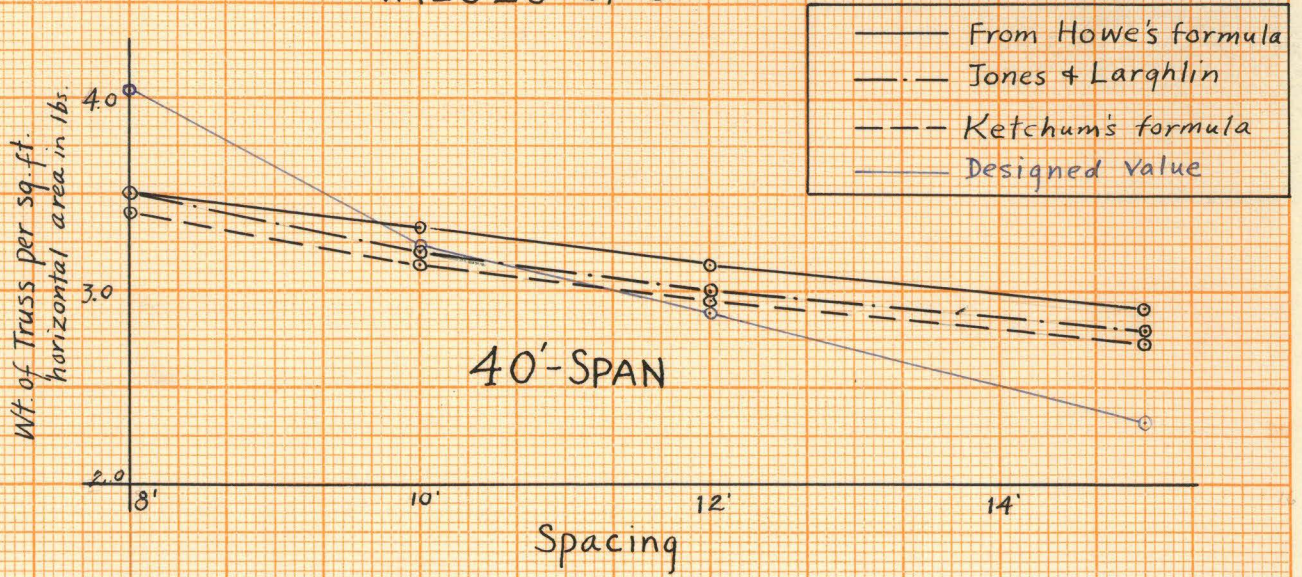 From Howe's formula
Jones & Larghlin
Ketchum's formula
Designed Value
Wt. of Truss per sq. ft.
horizontal area in lbs.
4.0
3.0
2.0
40'-SPAN
8'
10'
12'
14'
Spacing